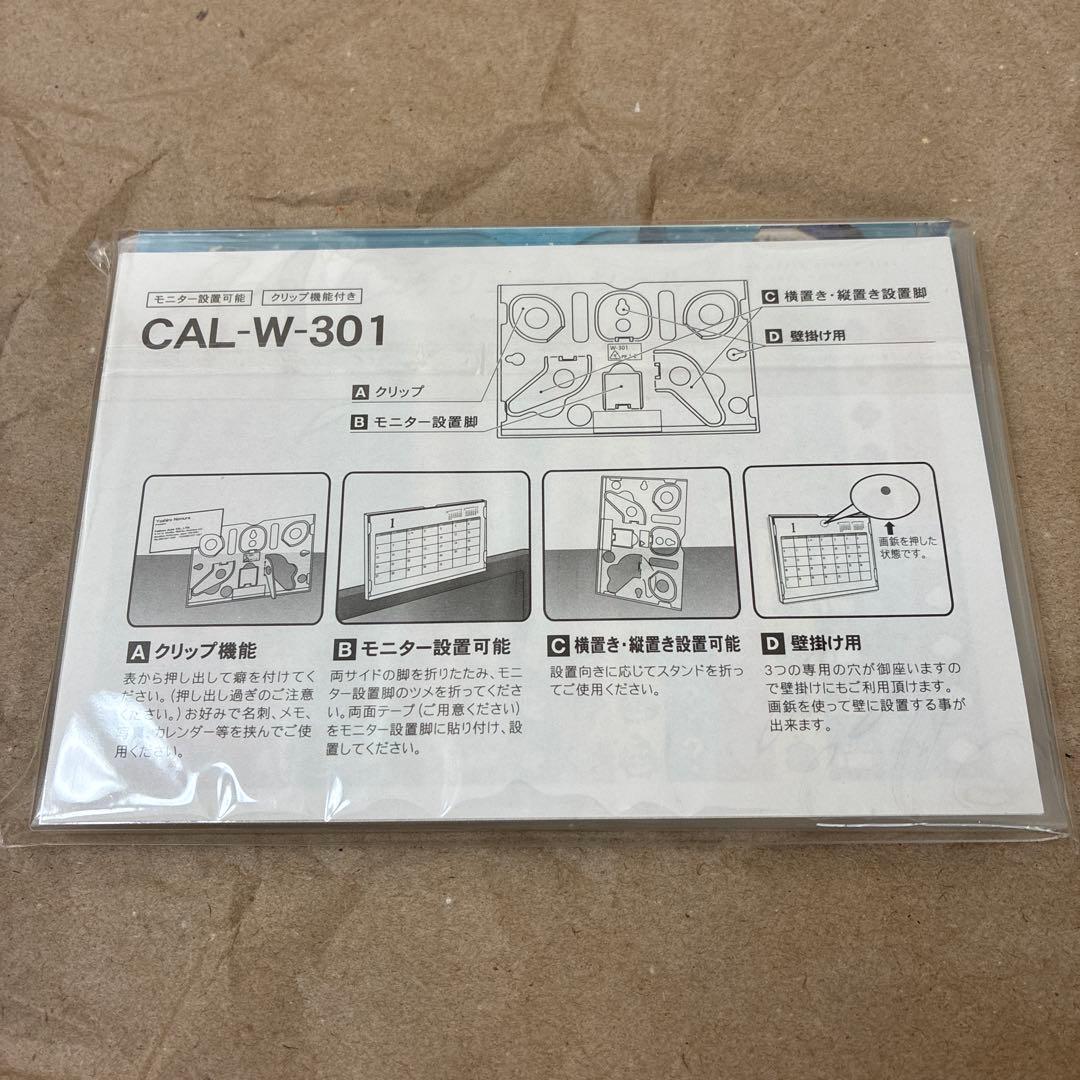 モニター設置可能 クリップ機能付き
CAL-W-301
C 横置き・縦置き設置脚
D 壁掛け用
A クリップ
B モニター設置脚
W-301
Yoshiro Nomura
1
1
画鋲を押した
状態です。
A クリップ機能
表から押し出して癖を付けてく
ださい。(押し出し過ぎのご注意
ください。)お好みで名刺、メモ、
写真、カレンダー等を挟んでご使
用ください。
B モニター設置可能
両サイドの脚を折りたたみ、モニ
ター設置脚のツメを折ってくださ
い。両面テープ(ご用意ください)
をモニター設置脚に貼り付け、設
置してください。
C 横置き・縦置き設置可能
設置向きに応じてスタンドを折っ
てご使用ください。
D 壁掛け用
3つの専用の穴が御座いますの
で壁掛けにもご利用頂けます。
画鋲を使って壁に設置する事が
出来ます。